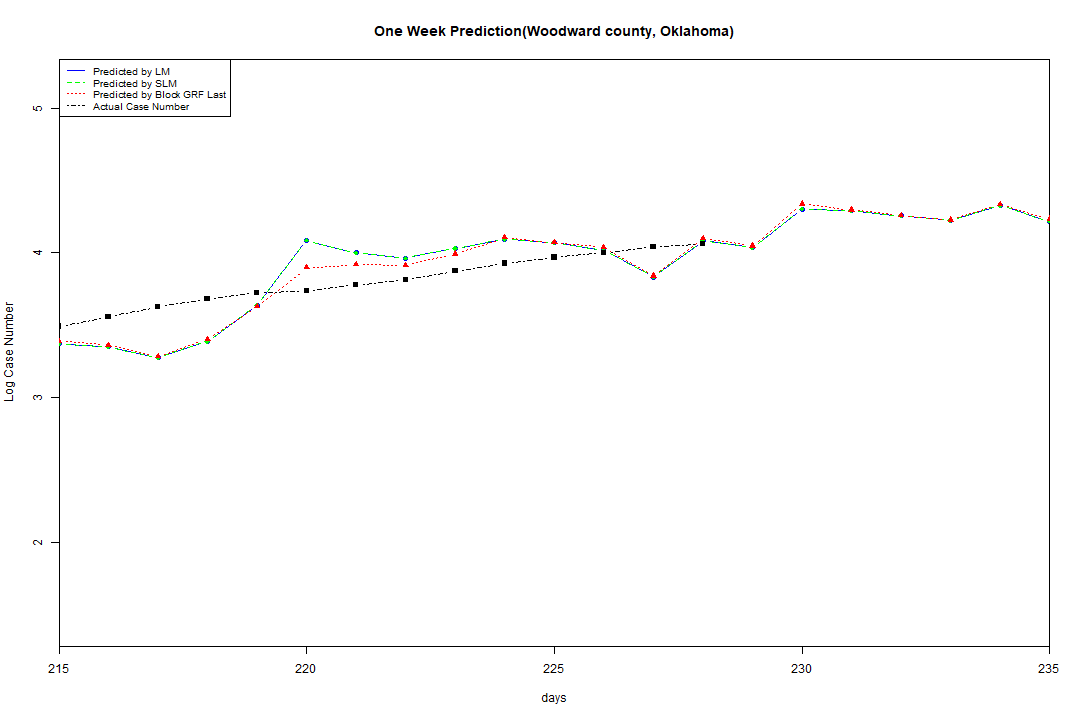 One Week Prediction(Woodward county, Oklahoma)
Predicted by LM
Predicted by SLM
Predicted by Block GRF Last
Actual Case Number
5
4
3
2
Log Case Number
215 220 225 230 235
days